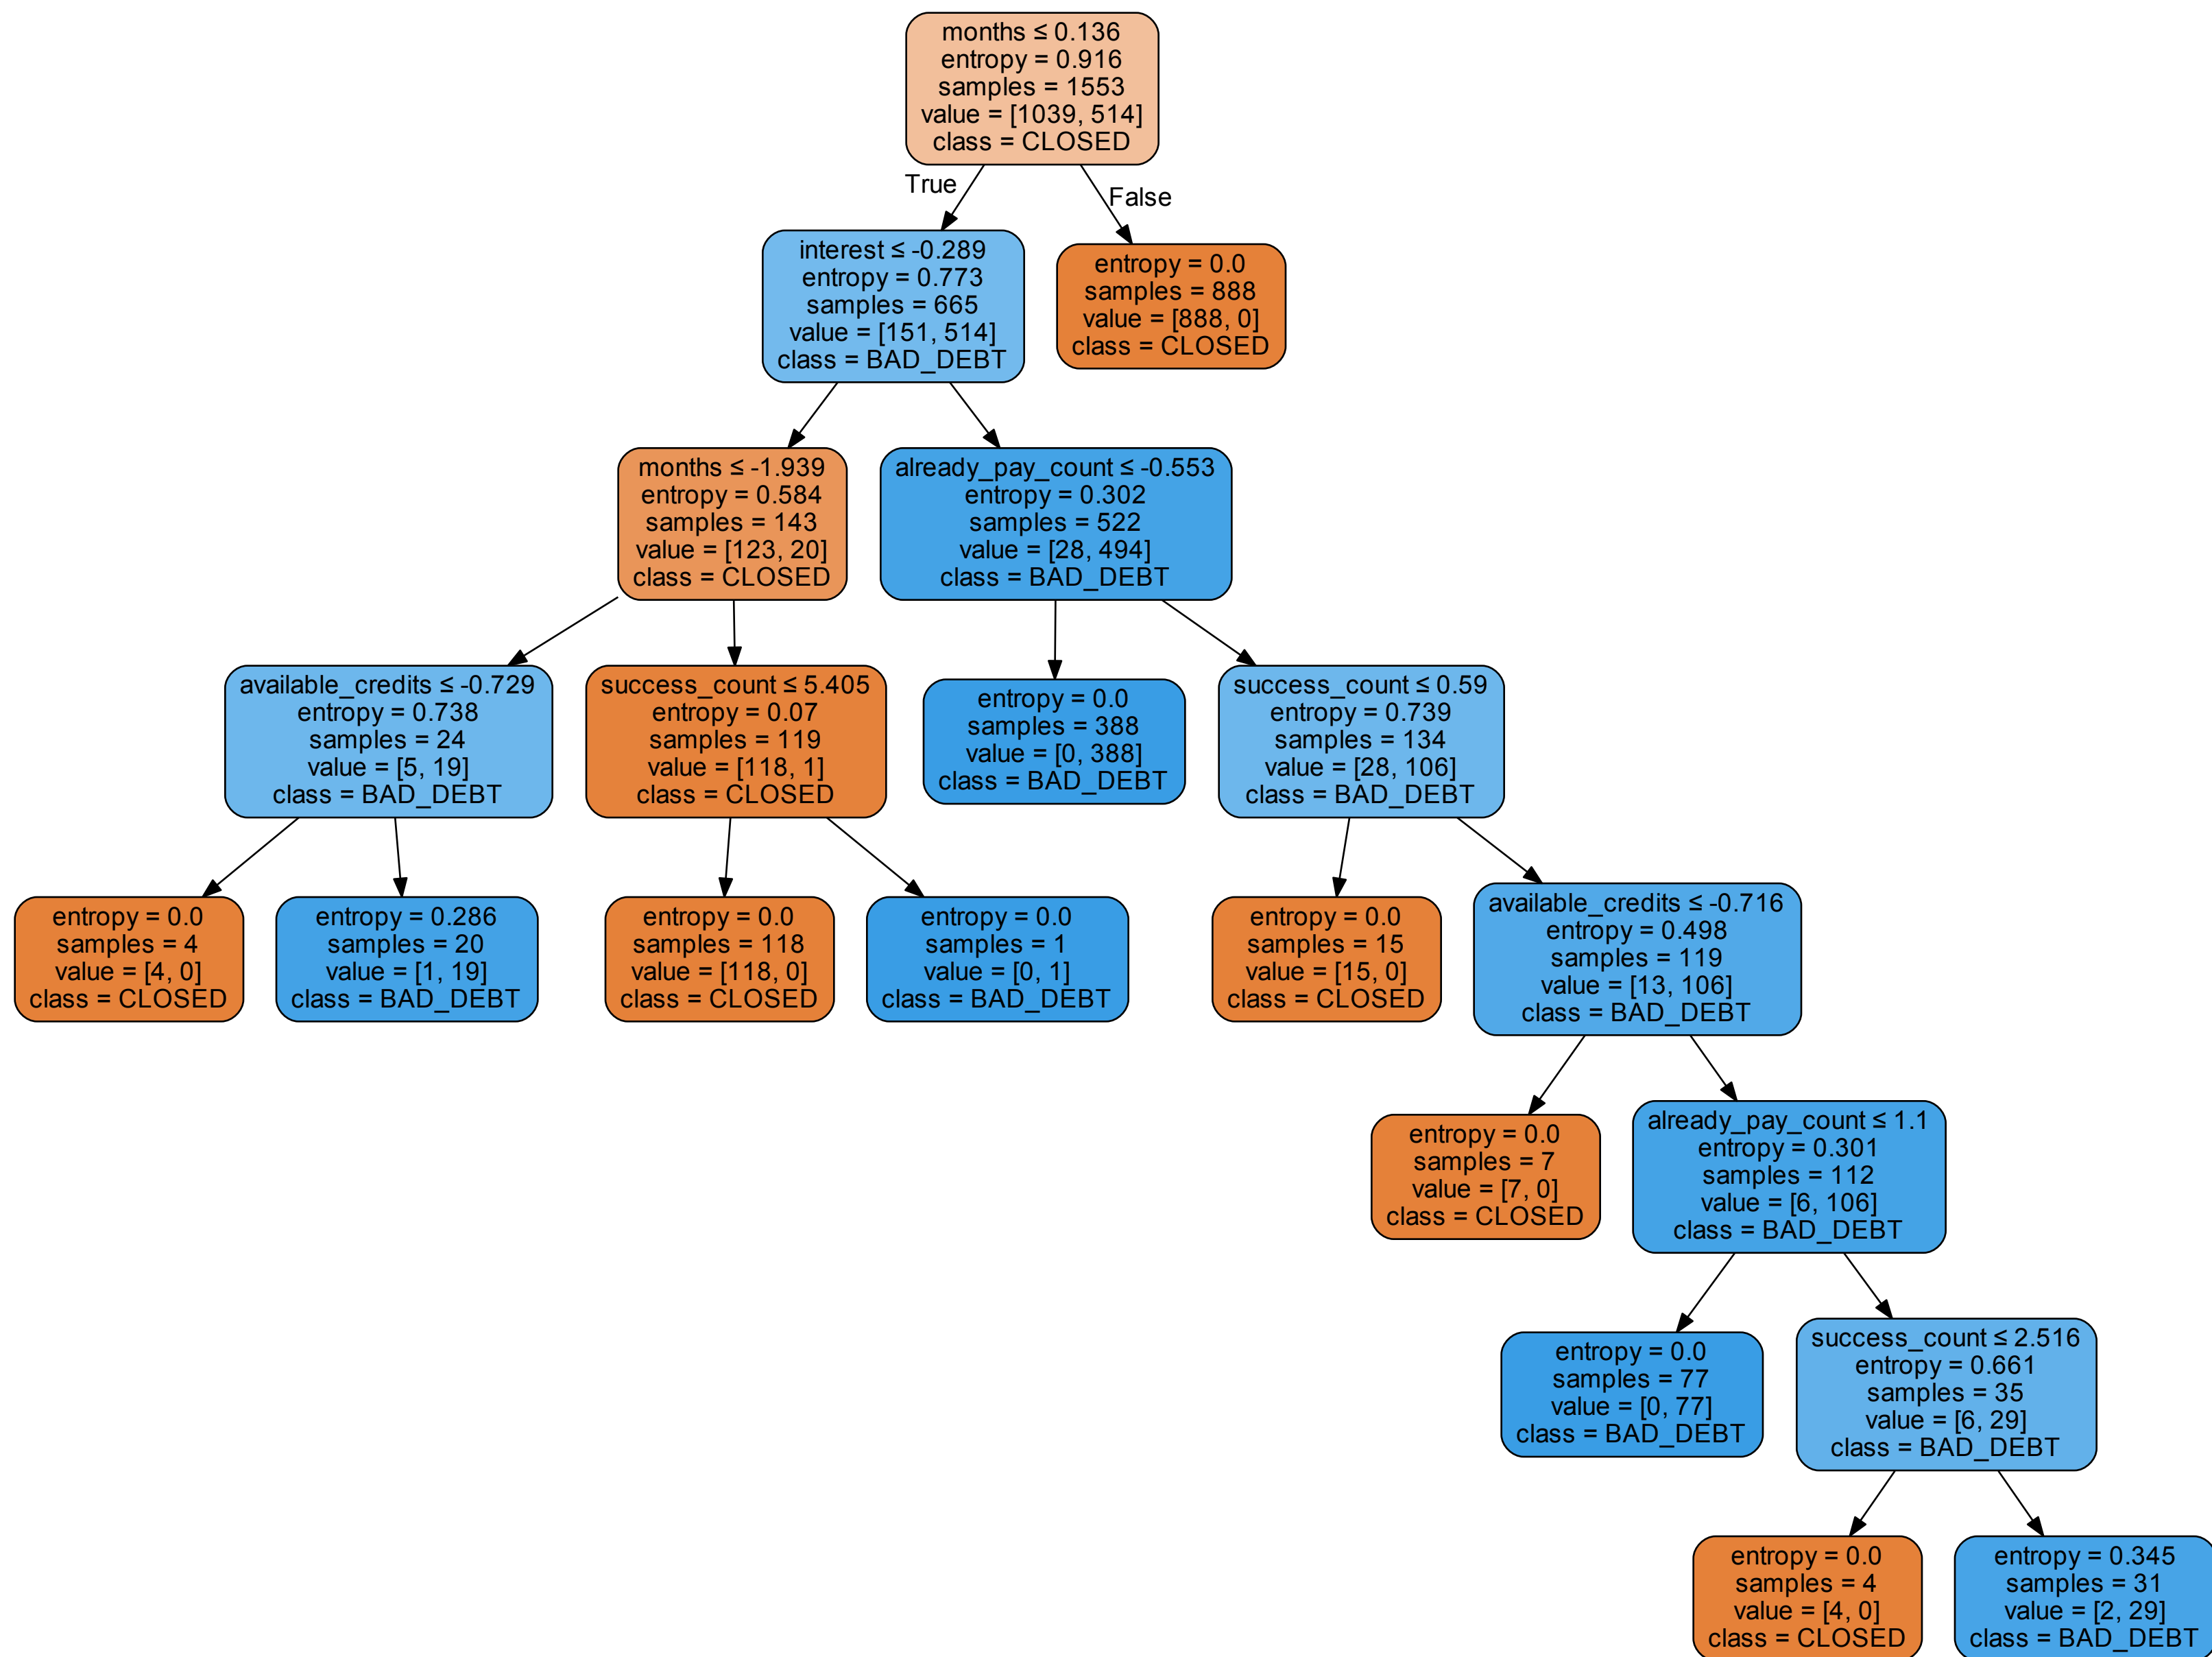 months ≤ 0.136
entropy = 0.916
samples = 1553
value = [1039, 514]
class = CLOSED
True
False
interest ≤ -0.289
entropy = 0.773
samples = 665
value = [151, 514]
class = BAD_DEBT
entropy = 0.0
samples = 888
value = [888, 0]
class = CLOSED
months ≤ -1.939
entropy = 0.584
samples = 143
value = [123, 20]
class = CLOSED
already_pay_count ≤ -0.553
entropy = 0.302
samples = 522
value = [28, 494]
class = BAD_DEBT
available_credits ≤ -0.729
entropy = 0.738
samples = 24
value = [5, 19]
class = BAD_DEBT
success_count ≤ 5.405
entropy = 0.07
samples = 119
value = [118, 1]
class = CLOSED
entropy = 0.0
samples = 388
value = [0, 388]
class = BAD_DEBT
success_count ≤ 0.59
entropy = 0.739
samples = 134
value = [28, 106]
class = BAD_DEBT
entropy = 0.0
samples = 4
value = [4, 0]
class = CLOSED
entropy = 0.286
samples = 20
value = [1, 19]
class = BAD_DEBT
entropy = 0.0
samples = 118
value = [118, 0]
class = CLOSED
entropy = 0.0
samples = 1
value = [0, 1]
class = BAD_DEBT
entropy = 0.0
samples = 15
value = [15, 0]
class = CLOSED
available_credits ≤ -0.716
entropy = 0.498
samples = 119
value = [13, 106]
class = BAD_DEBT
entropy = 0.0
samples = 7
value = [7, 0]
class = CLOSED
already_pay_count ≤ 1.1
entropy = 0.301
samples = 112
value = [6, 106]
class = BAD_DEBT
entropy = 0.0
samples = 77
value = [0, 77]
class = BAD_DEBT
success_count ≤ 2.516
entropy = 0.661
samples = 35
value = [6, 29]
class = BAD_DEBT
entropy = 0.0
samples = 4
value = [4, 0]
class = CLOSED
entropy = 0.345
samples = 31
value = [2, 29]
class = BAD_DEBT